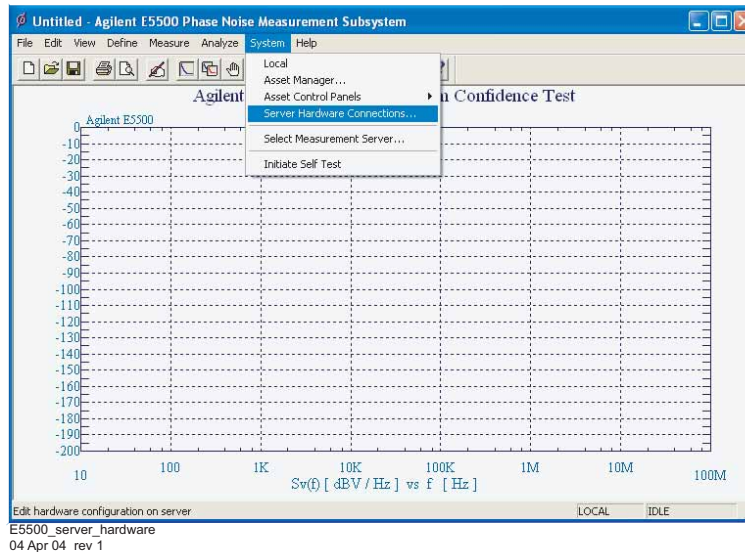 Untitled - Agilent E5500 Phase Noise Measurement Subsystem
File Edit View Define Measure Analyze System Help
Local
Asset Manager...
Asset Control Panels
Server Hardware Connections...
Select Measurement Server...
Initiate Self Test
Agilent m Confidence Test
Agilent E5500
0
-10
-20
-30
-40
-50
-60
-70
-80
-90
-100
-110
-120
-130
-140
-150
-160
-170
-180
-190
-200
10 100 1K 10K 100K 1M 10M 100M
Sv(f) [ dBV / Hz ] vs f [ Hz ]
Edit hardware configuration on server LOCAL IDLE
E5500_server_hardware
04 Apr 04 rev 1